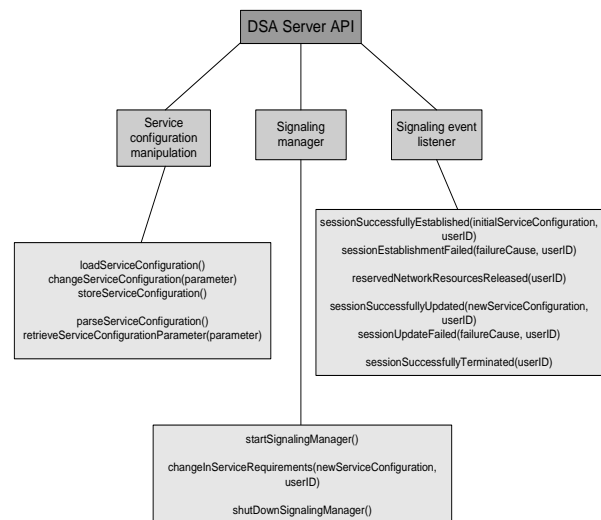 DSA Server API
Service
configuration
manipulation
Signaling
manager
Signaling event
listener
loadServiceConfiguration()
changeServiceConfiguration(parameter)
storeServiceConfiguration()
parseServiceConfiguration()
retrieveServiceConfigurationParameter(parameter)
sessionSuccessfullyEstablished(initialServiceConfiguration,
userID)
sessionEstablishmentFailed(failureCause, userID)
reservedNetworkResourcesReleased(userID)
sessionSuccessfullyUpdated(newServiceConfiguration,
userID)
sessionUpdateFailed(failureCause, userID)
sessionSuccessfullyTerminated(userID)
startSignalingManager()
changeInServiceRequirements(newServiceConfiguration,
userID)
shutDownSignalingManager()